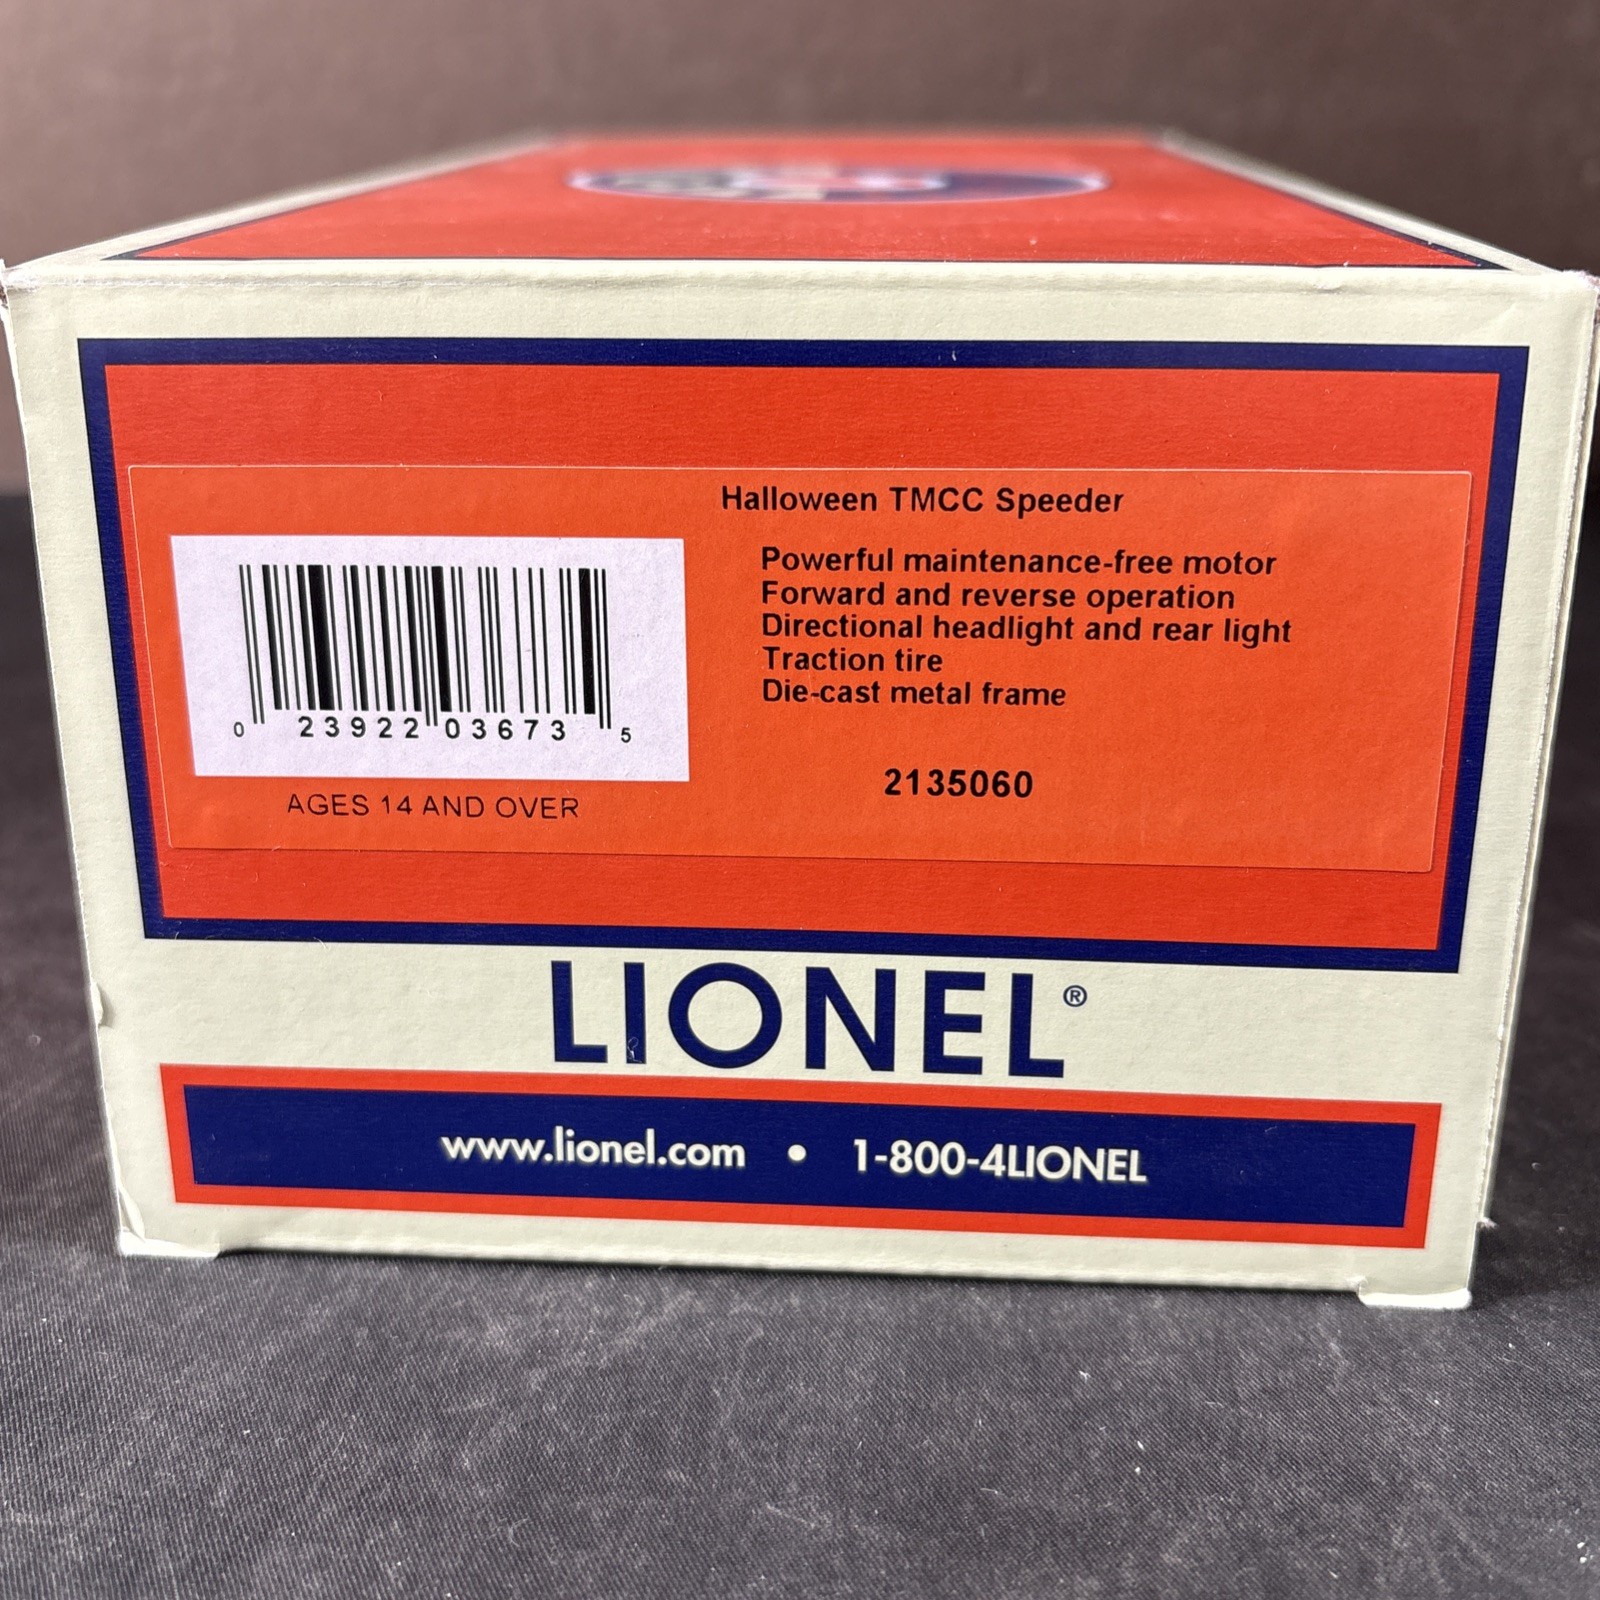 Halloween TMCC Speeder
Powerful maintenance-free motor
Forward and reverse operation
Directional headlight and rear light
Traction tire
Die-cast metal frame
0 23922 03673 5
2135060
AGES 14 AND OVER
LIONEL®
www.lionel.com • 1-800-4LIONEL